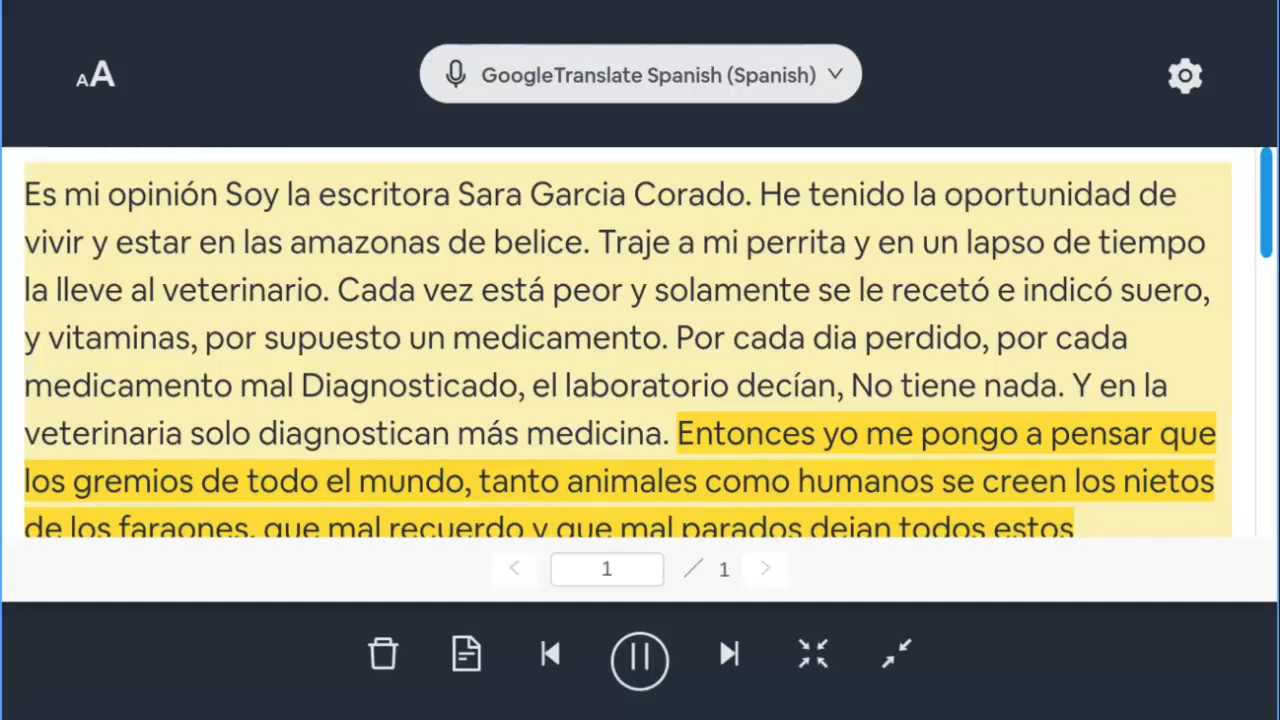 AA
GoogleTranslate Spanish (Spanish)
Es mi opinión Soy la escritora Sara Garcia Corado. He tenido la oportunidad de
vivir y estar en las amazonas de belice. Traje a mi perrita y en un lapso de tiempo
la lleve al veterinario. Cada vez está peor y solamente se le recetó e indicó suero,
y vitaminas, por supuesto un medicamento. Por cada dia perdido, por cada
medicamento mal Diagnosticado, el laboratorio decían, No tiene nada. Y en la
veterinaria solo diagnostican más medicina. Entonces yo me pongo a pensar que
los gremios de todo el mundo, tanto animales como humanos se creen los nietos
de los faraones, que mal recuerdo y que mal parados dejan todos estos
1 / 1